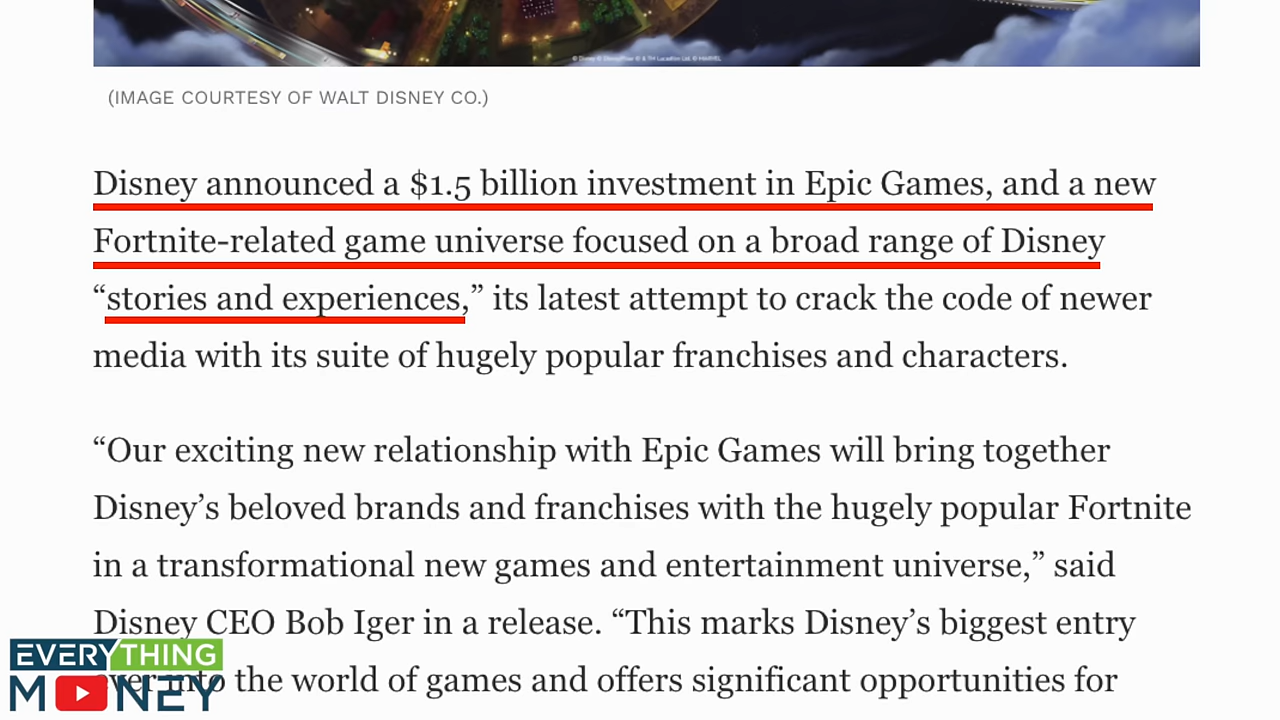 (IMAGE COURTESY OF WALT DISNEY CO.)
Disney announced a $1.5 billion investment in Epic Games, and a new
Fortnite-related game universe focused on a broad range of Disney
“stories and experiences,” its latest attempt to crack the code of newer
media with its suite of hugely popular franchises and characters.
“Our exciting new relationship with Epic Games will bring together
Disney’s beloved brands and franchises with the hugely popular Fortnite
in a transformational new games and entertainment universe,” said
Disney CEO Bob Iger in a release. “This marks Disney’s biggest entry
ever into the world of games and offers significant opportunities for
EVERYTHING
MONEY